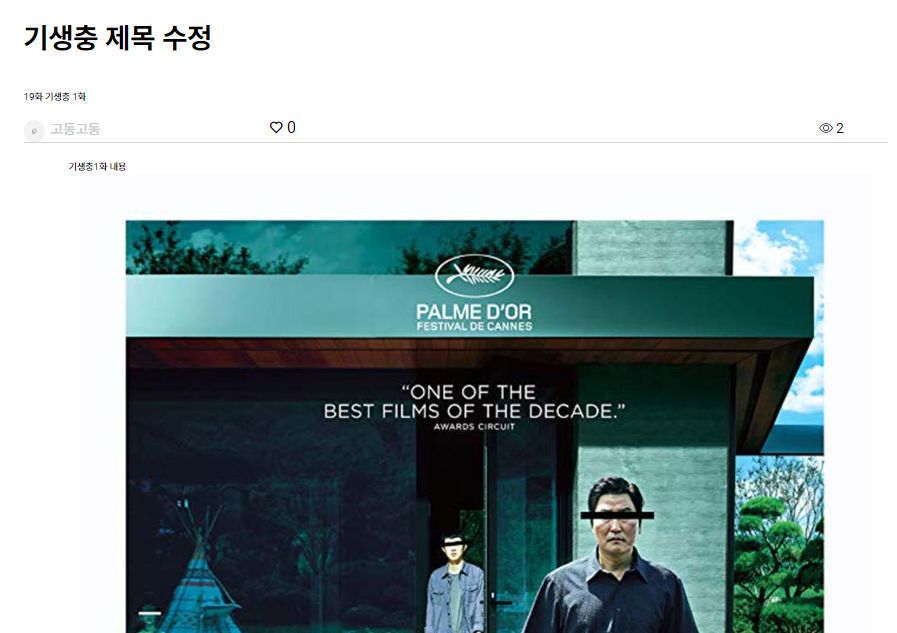 기생충 제목 수정
19화 기생충 1화
고동고동
0
2
기생충1화 내용
PALME D'OR
FESTIVAL DE CANNES
“ONE OF THE
BEST FILMS OF THE DECADE.”
AWARDS CIRCUIT